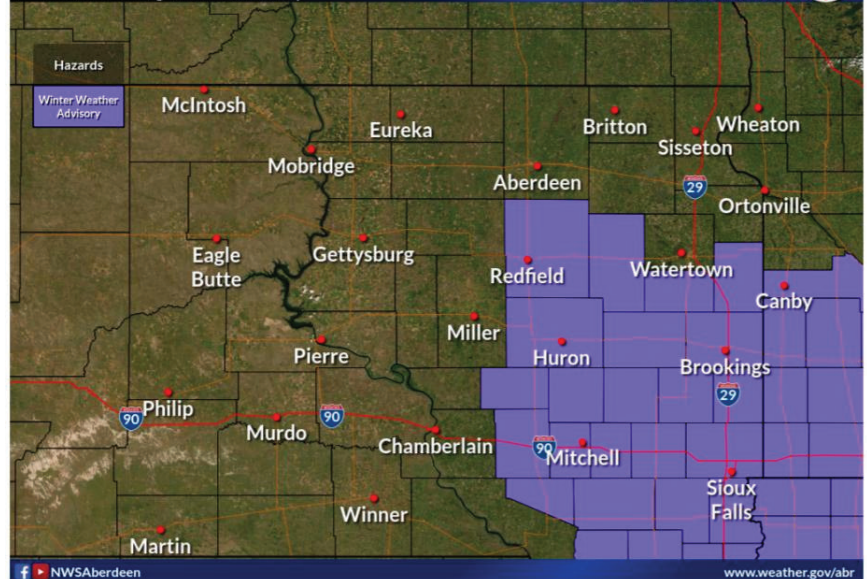 Hazards
Winter Weather
Advisory
McIntosh
Eureka
Britton
Wheaton
Sisseton
Mobridge
Aberdeen
29
Ortonville
Eagle
Butte
Gettysburg
Redfield
Watertown
Canby
Miller
Pierre
Huron
Brookings
29
Philip
90
90
Murdo
Chamberlain
90
Mitchell
Sioux
Falls
Winner
Martin
NWSAberdeen
www.weather.gov/abr